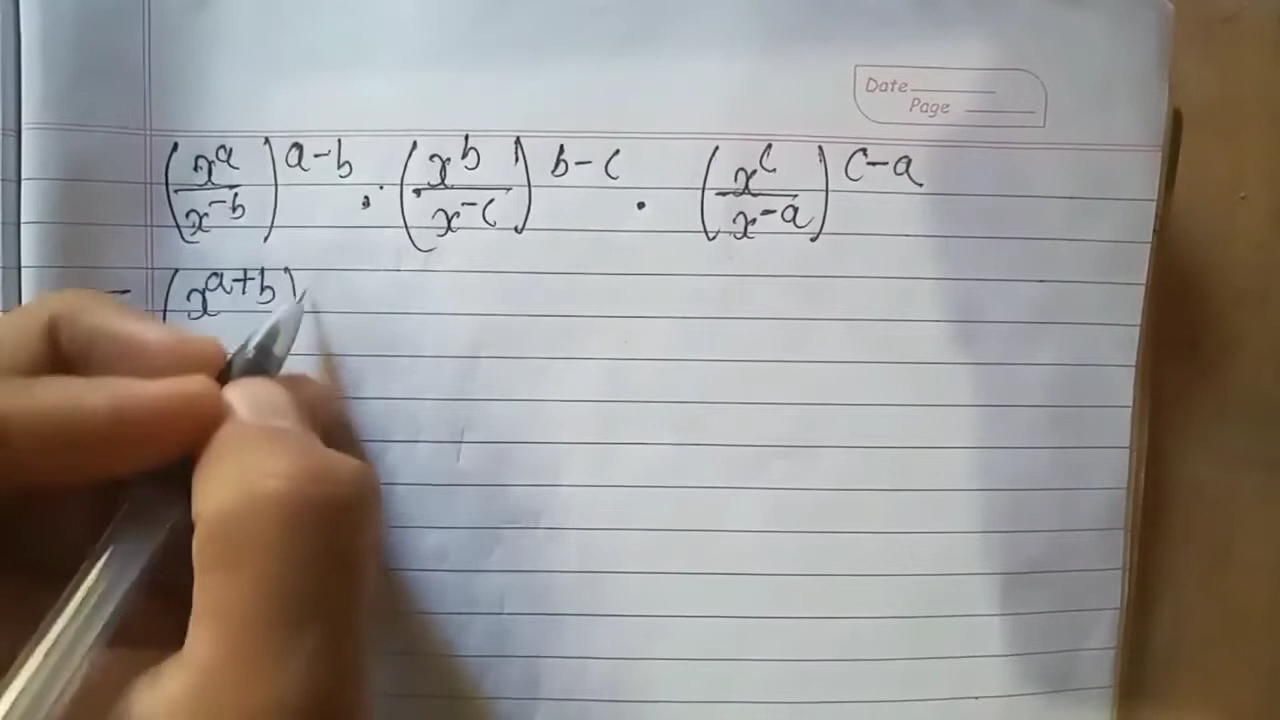 Date
Page
(x^a / x^-b)^a-b · (x^b / x^-c)^b-c · (x^c / x^-a)^c-a
= (x^a+b)